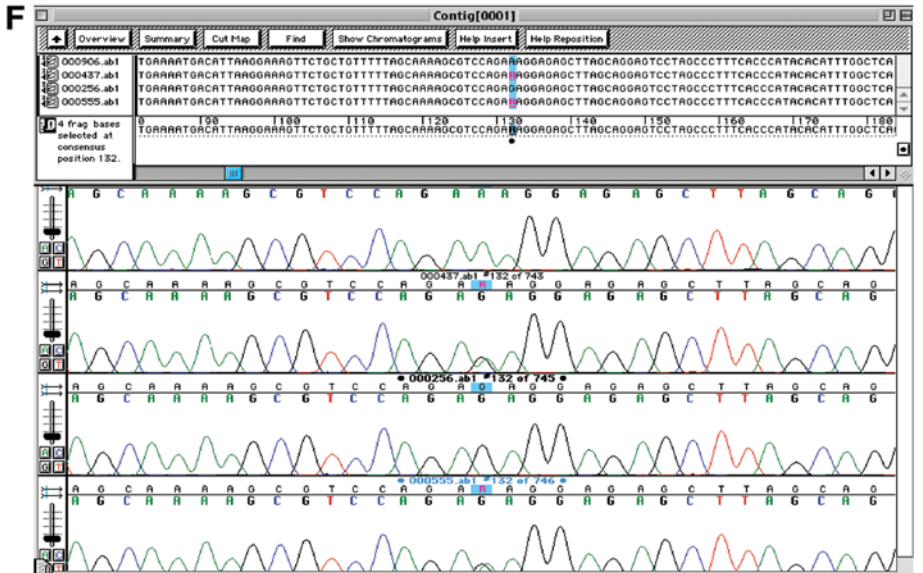 F
Contig[0001]
Overview Summary Cut Map Find Show Chromatograms Help Insert Help Reposition
000906.ab1 TGAAAATGACATTAAGGAAAGTTCTGCTGTTTTTAGCAAAAGCGTCCAGAAAGGAGAGCTTAGCAGGAGTCCTAGCCCTTTCACCCATACACATTTGGCTCA
000437.ab1 TGAAAATGACATTAAGGAAAGTTCTGCTGTTTTTAGCAAAAGCGTCCAGARAGGAGAGCTTAGCAGGAGTCCTAGCCCTTTCACCCATACACATTTGGCTCA
000256.ab1 TGAAAATGACATTAAGGAAAGTTCTGCTGTTTTTAGCAAAAGCGTCCAGAGAGGAGAGCTTAGCAGGAGTCCTAGCCCTTTCACCCATACACATTTGGCTCA
000555.ab1 TGAAAATGACATTAAGGAAAGTTCTGCTGTTTTTAGCAAAAGCGTCCAGARAGGAGAGCTTAGCAGGAGTCCTAGCCCTTTCACCCATACACATTTGGCTCA
4 frag bases
selected at
consensus
position 132.
0 |90 |100 |110 |120 |130 |140 |150 |160 |170 |180
TGAAAATGACATTAAGGAAAGTTCTGCTGTTTTTAGCAAAAGCGTCCAGARAGGAGAGCTTAGCAGGAGTCCTAGCCCTTTCACCCATACACATTTGGCTCA
A G C A A A A G C G T C C A G A A A G G A G A G C T T A G C A G
A C
G T
000437.ab1 #132 of 743
A G C A A A A G C G T C C A G A R A G G A G A G C T T A G C A G
A G C A A A A G C G T C C A G A G A G G A G A G C T T A G C A G
A C
G T
000256.ab1 #132 of 745
A G C A A A A G C G T C C A G A G A G G A G A G C T T A G C A G
A G C A A A A G C G T C C A G A G A G G A G A G C T T A G C A G
A C
G T
000555.ab1 #132 of 746
A G C A A A A G C G T C C A G A R A G G A G A G C T T A G C A G
A G C A A A A G C G T C C A G A G A G G A G A G C T T A G C A G
A C
T